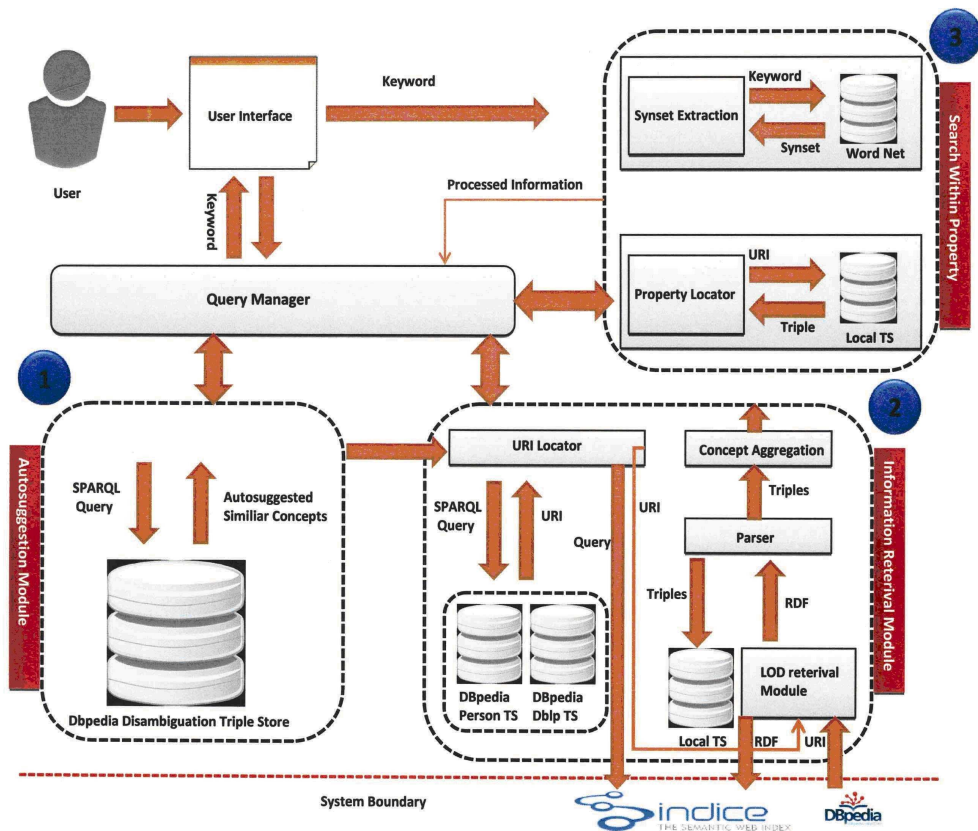 3
Keyword
Keyword
User Interface
Synset Extraction
Synset
Word Net
User
Processed Information
Keyword
Search Within Property
URI
Query Manager
Property Locator
Triple
Local TS
1
2
Autosuggestion Module
URI Locator
Concept Aggregation
SPARQL
Query
Autosuggested
Similiar Concepts
SPARQL
Query
URI
Query
URI
Triples
Parser
Information Reterival Module
Triples
RDF
DBpedia
Person TS
DBpedia
Dblp TS
LOD reterival
Module
Dbpedia Disambiguation Triple Store
Local TS
RDF
URI
System Boundary
indice
THE SEMANTIC WEB INDEX
DBpedia